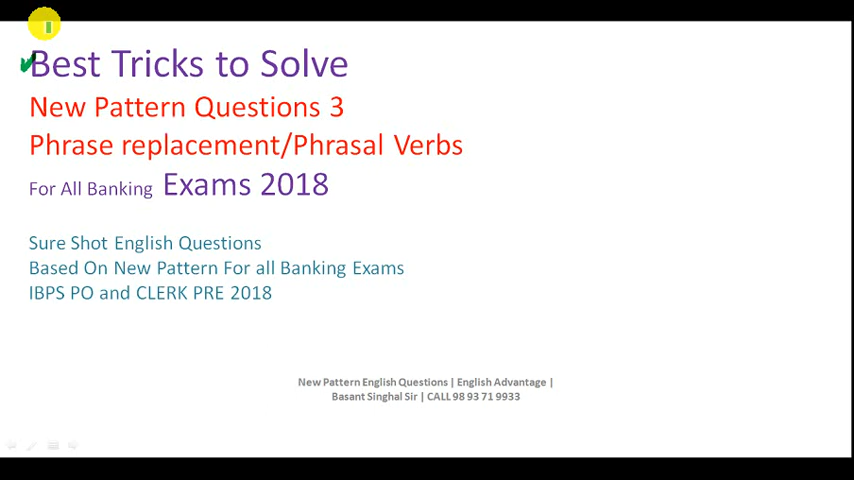 Best Tricks to Solve
New Pattern Questions 3
Phrase replacement/Phrasal Verbs
For All Banking Exams 2018
Sure Shot English Questions
Based On New Pattern For all Banking Exams
IBPS PO and CLERK PRE 2018
New Pattern English Questions | English Advantage |
Basant Singhal Sir | CALL 98 93 71 9933